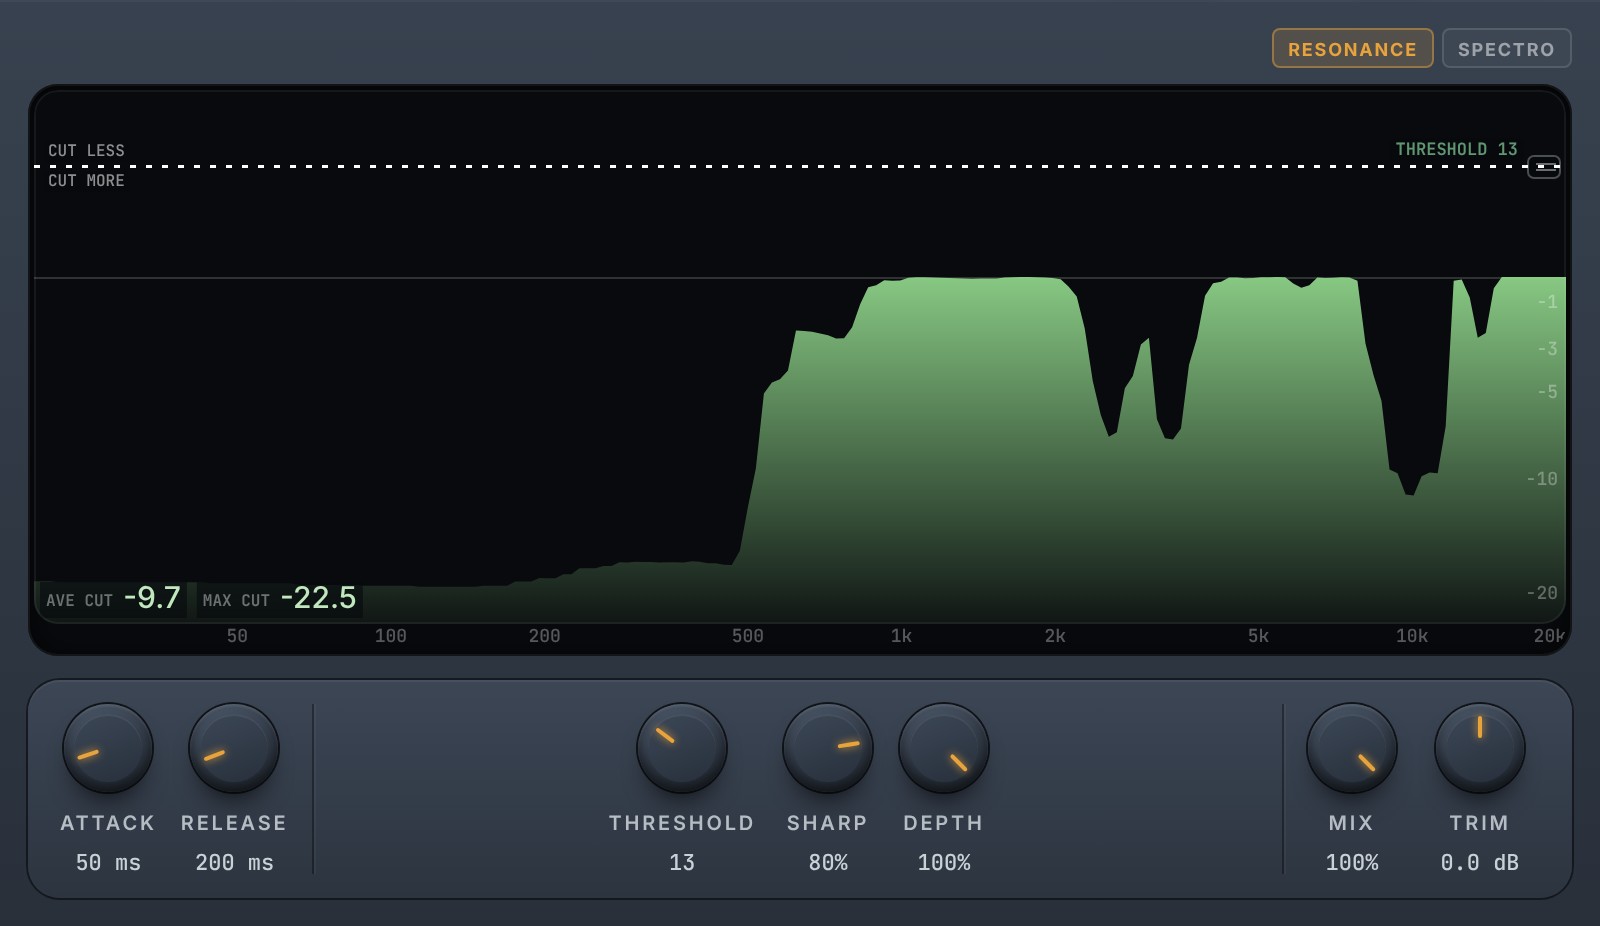 RESONANCE SPECTRO
CUT LESS
THRESHOLD 13
CUT MORE
-1
-3
-5
-10
-20
AVE CUT -9.7 MAX CUT -22.5
50 100 200 500 1k 2k 5k 10k 20k
ATTACK RELEASE THRESHOLD SHARP DEPTH MIX TRIM
50 ms 200 ms 13 80% 100% 100% 0.0 dB